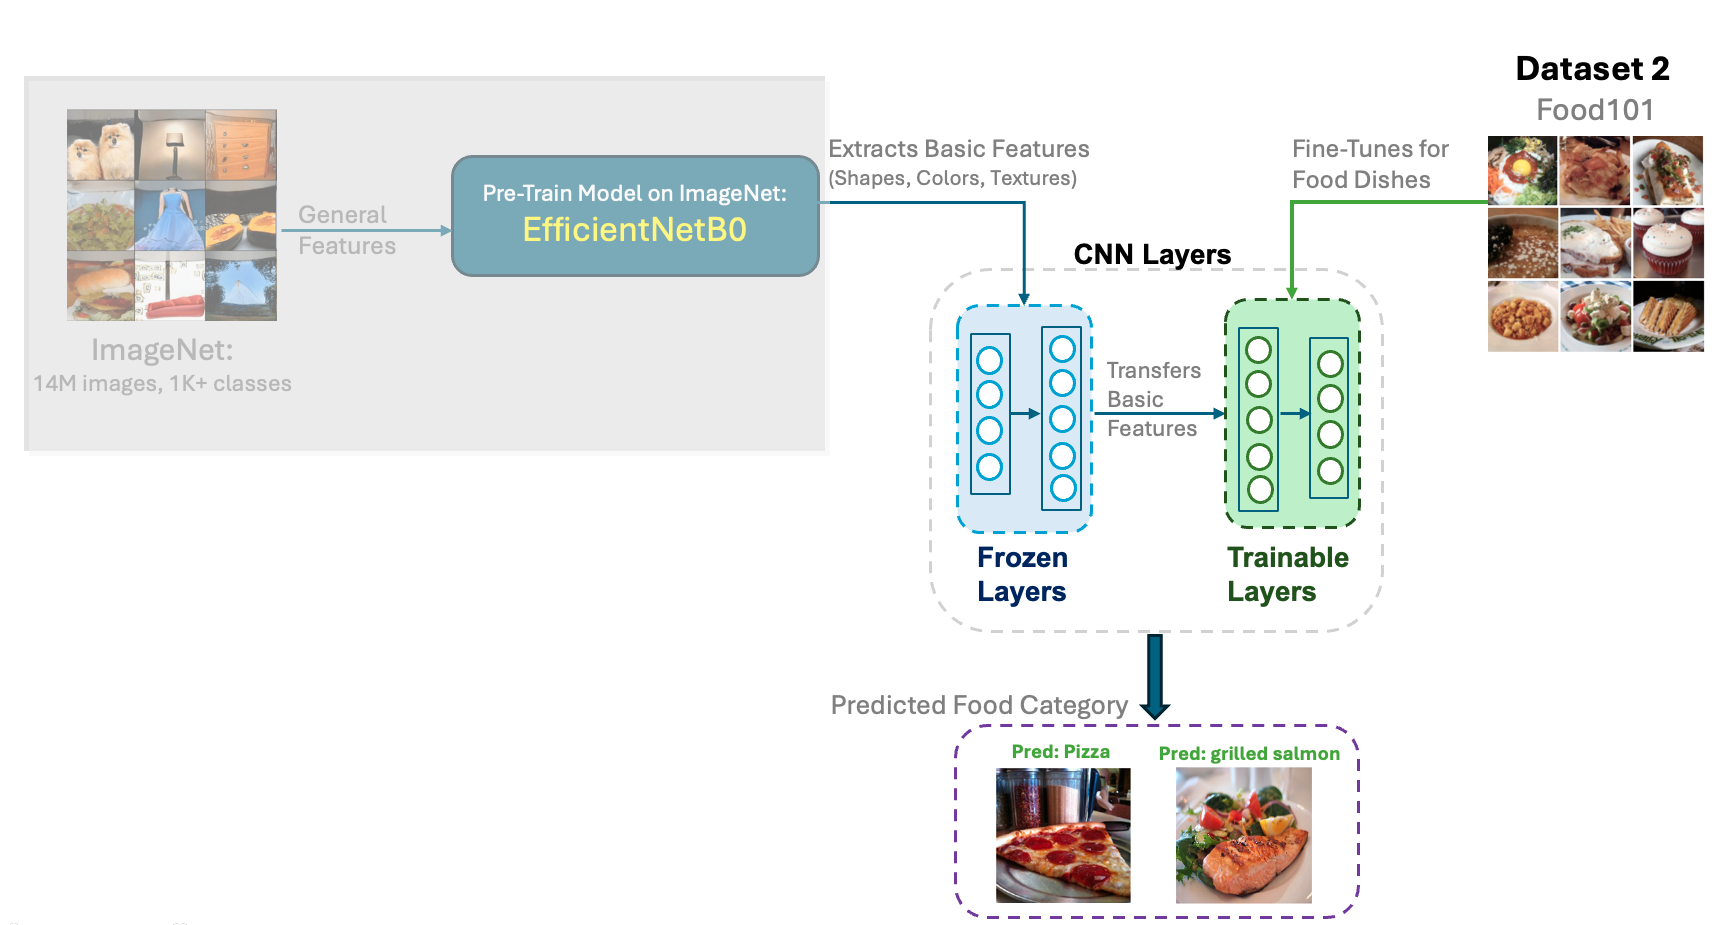 Dataset 2
Food101
General
Features
Pre-Train Model on ImageNet:
EfficientNetB0
ImageNet:
14M images, 1K+ classes
Extracts Basic Features
(Shapes, Colors, Textures)
Fine-Tunes for
Food Dishes
CNN Layers
Transfers
Basic
Features
Frozen
Layers
Trainable
Layers
Predicted Food Category
Pred: Pizza
Pred: grilled salmon